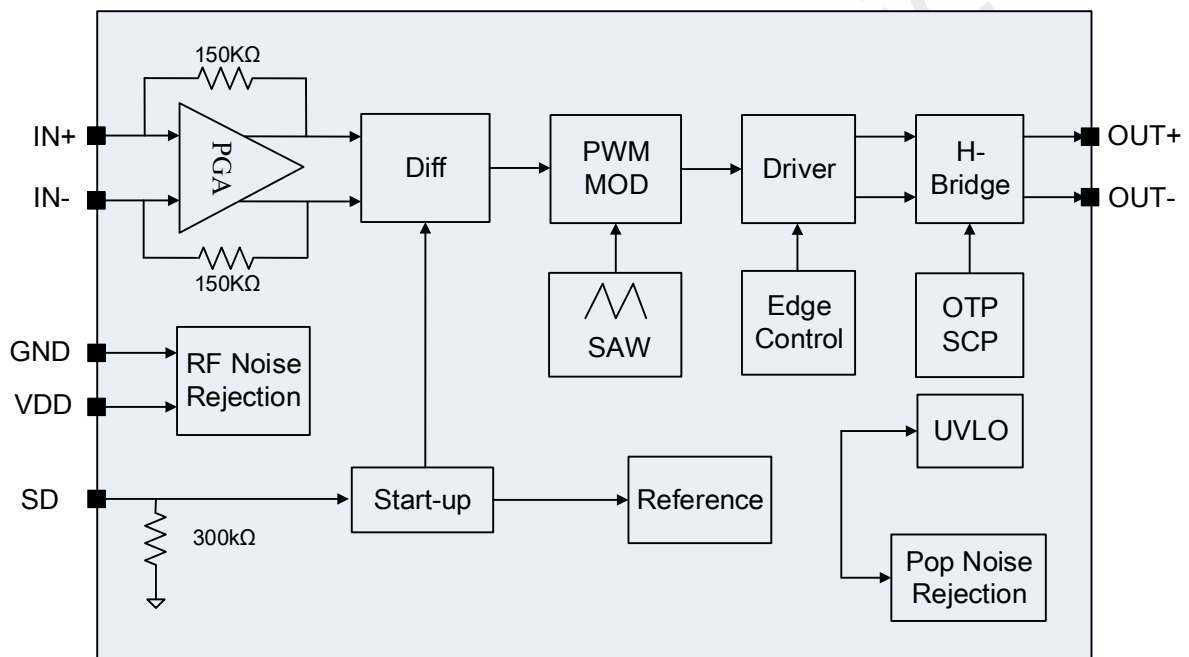 150KΩ
IN+
IN-
PGA
150KΩ
Diff
PWM
MOD
Driver
H-
Bridge
OUT+
OUT-
SAW
Edge
Control
OTP
SCP
GND
VDD
RF Noise
Rejection
UVLO
SD
300kΩ
Start-up
Reference
Pop Noise
Rejection